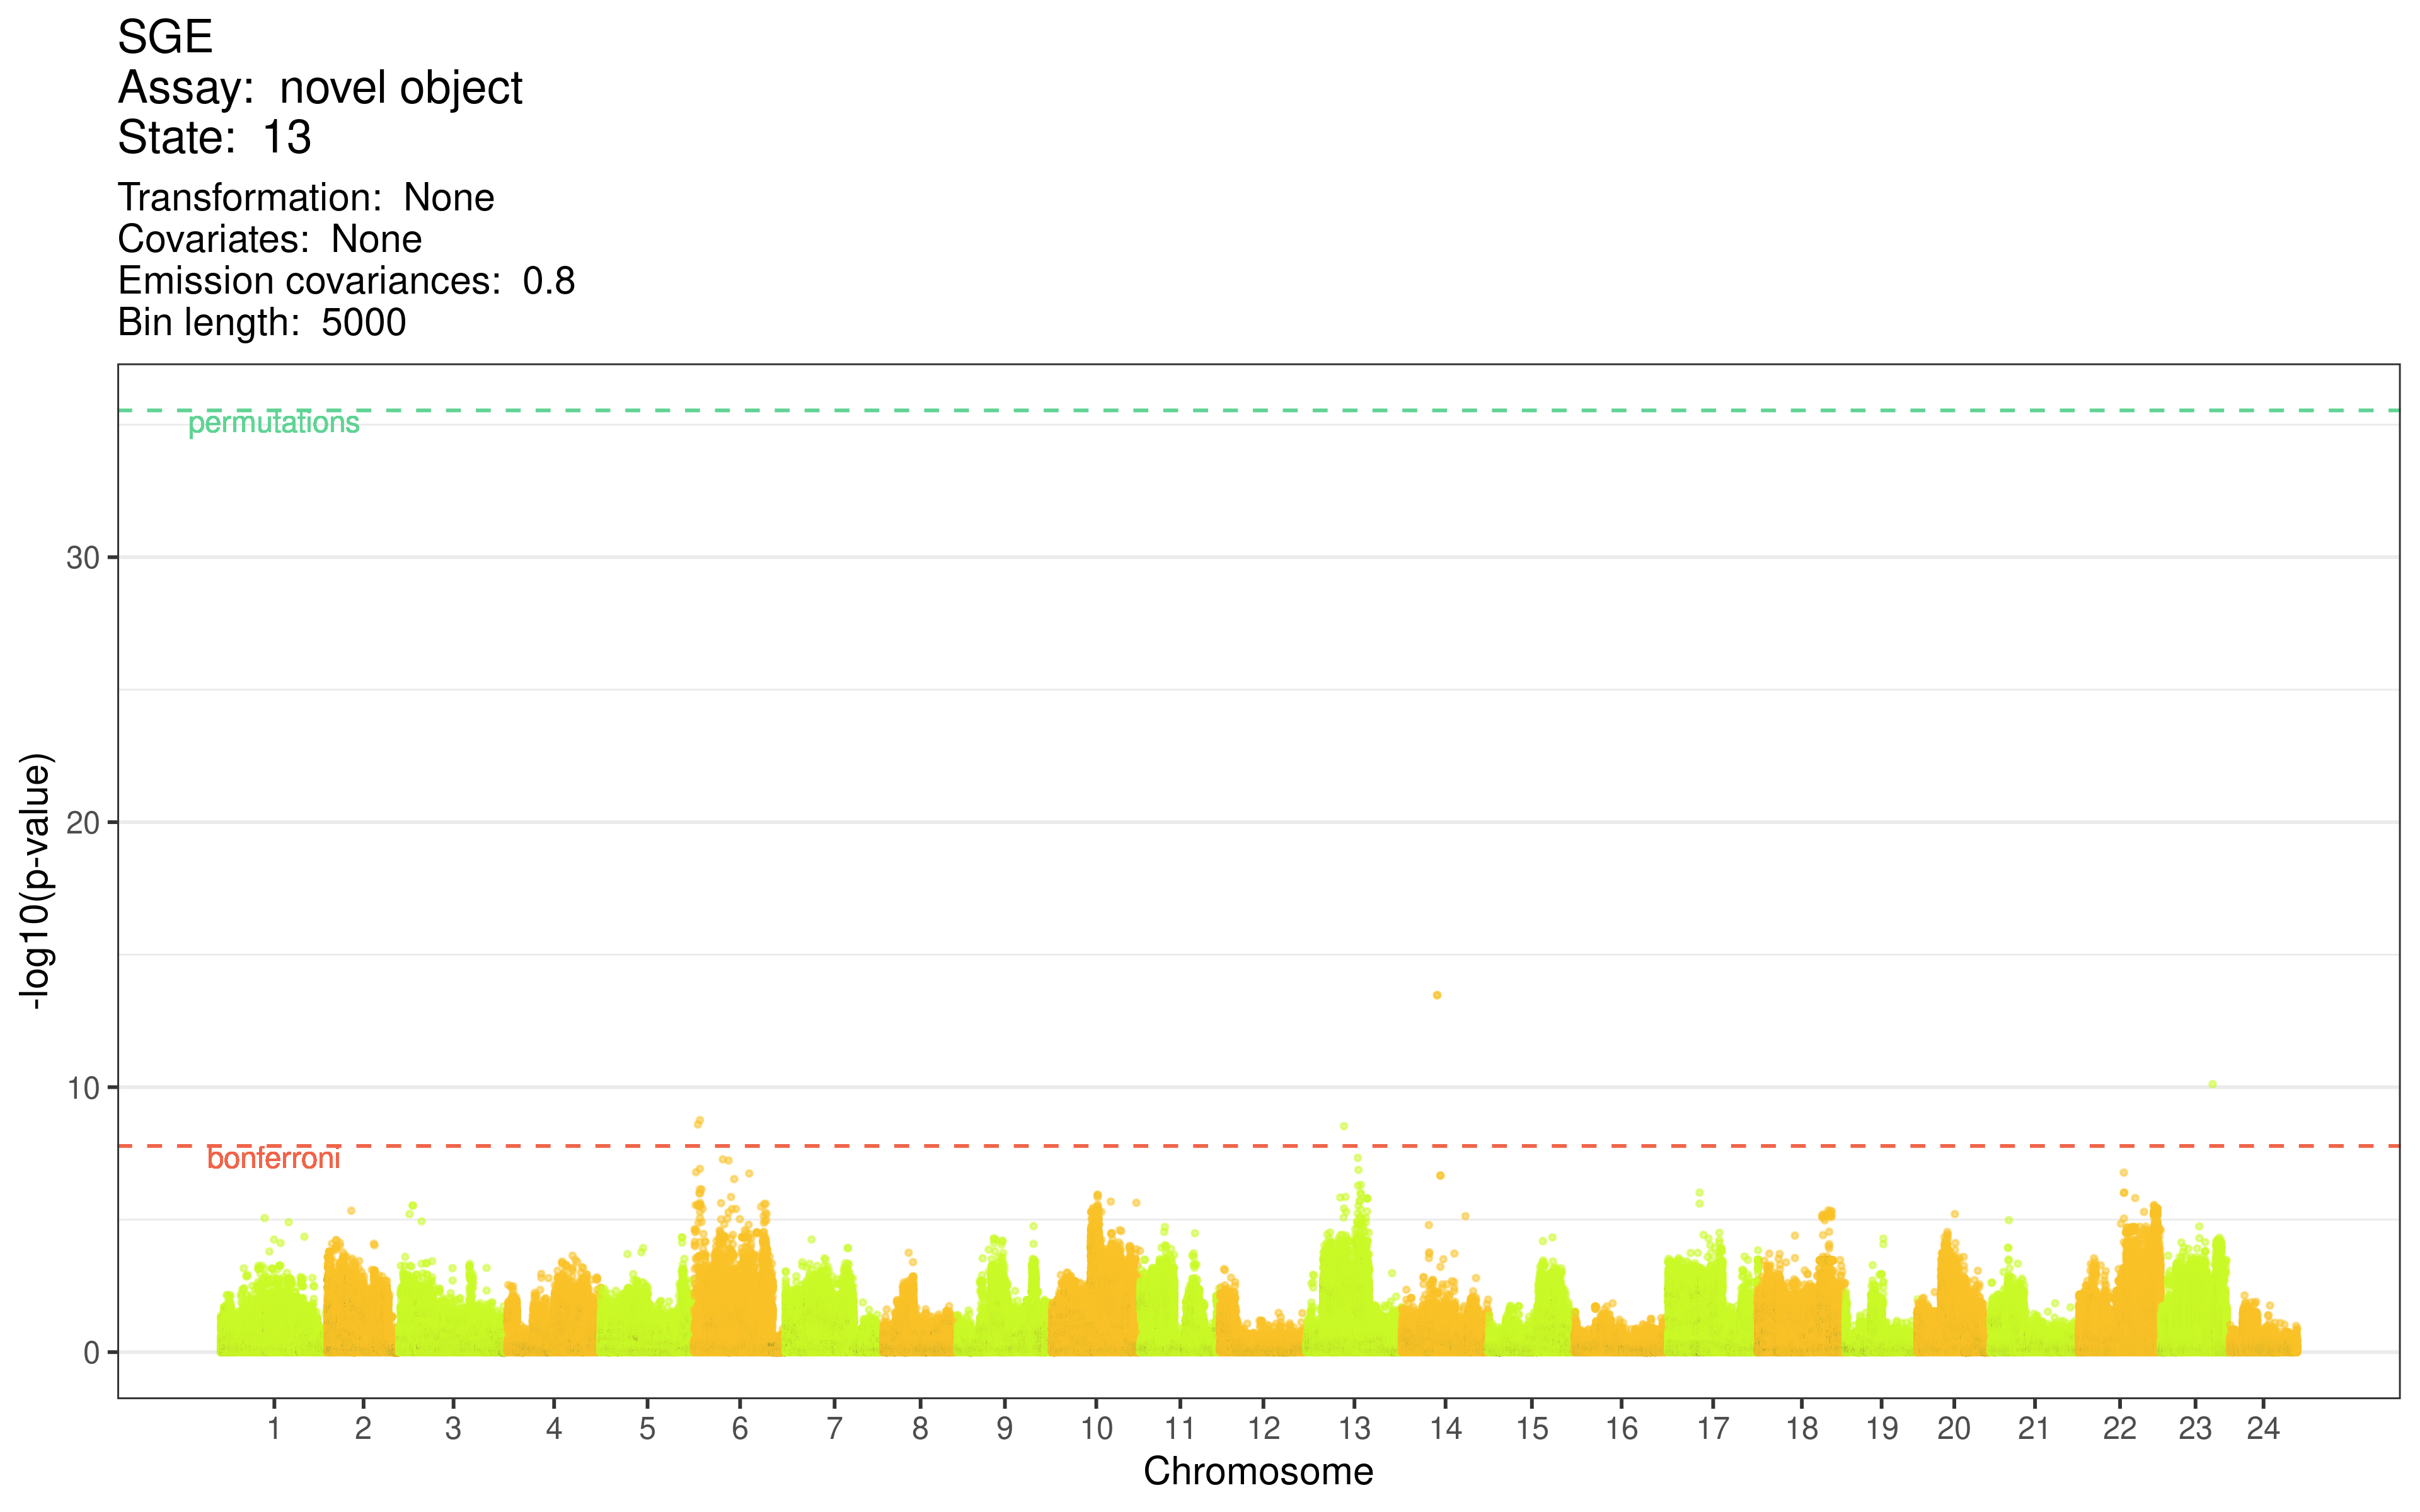 SGE
Assay:  novel object
State:  13
Transformation:  None
Covariates:  None
Emission covariances:  0.8
Bin length:  5000
permutations
30
20
-log10(p-value)
10
bonferroni
0
1 2 3 4 5 6 7 8 9 10 11 12 13 14 15 16 17 18 19 20 21 22 23 24
Chromosome